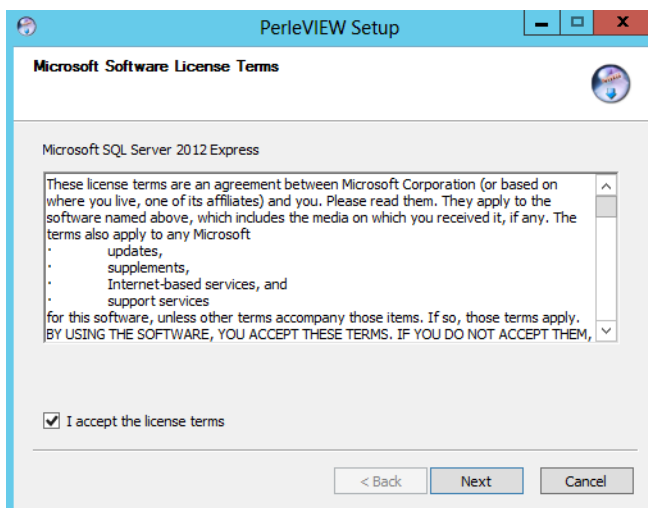 PerleVIEW Setup
Microsoft Software License Terms
Microsoft SQL Server 2012 Express
These license terms are an agreement between Microsoft Corporation (or based on
where you live, one of its affiliates) and you. Please read them. They apply to the
software named above, which includes the media on which you received it, if any. The
terms also apply to any Microsoft
· updates,
· supplements,
· Internet-based services, and
· support services
for this software, unless other terms accompany those items. If so, those terms apply.
BY USING THE SOFTWARE, YOU ACCEPT THESE TERMS. IF YOU DO NOT ACCEPT THEM,
I accept the license terms
< Back Next Cancel